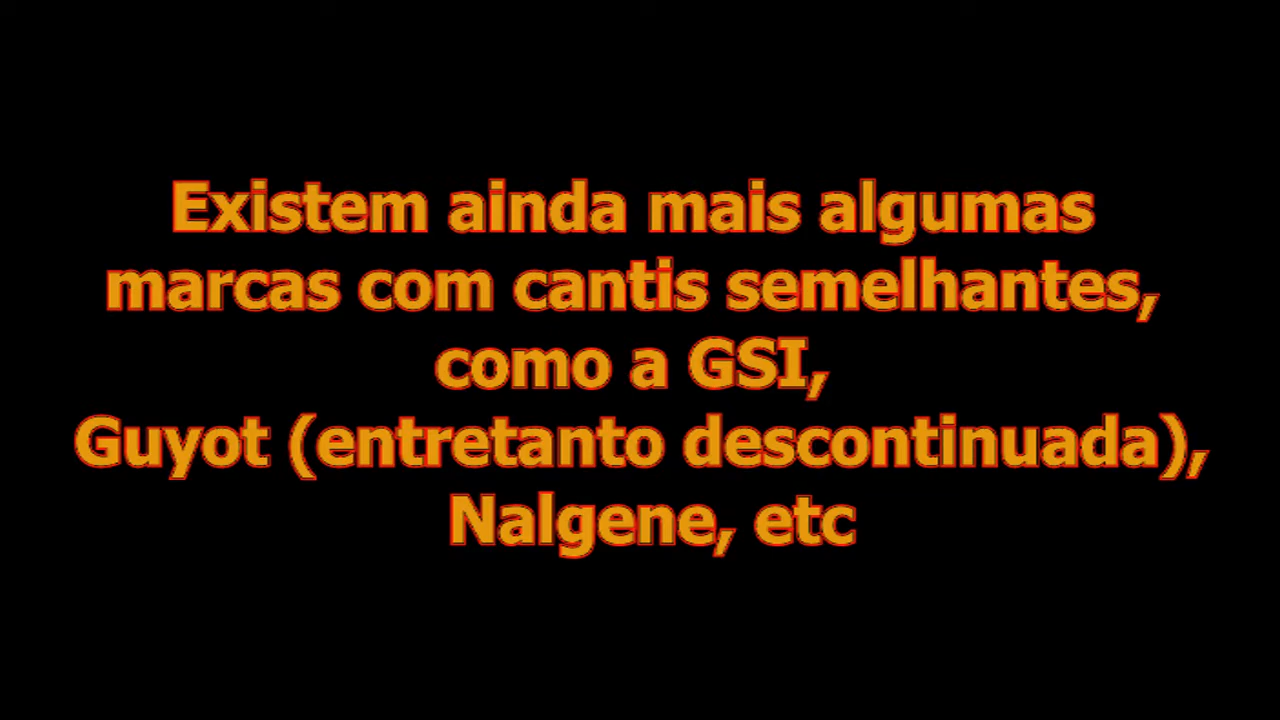 Existem ainda mais algumas
marcas com cantis semelhantes,
como a GSI,
Guyot (entretanto descontinuada),
Nalgene, etc